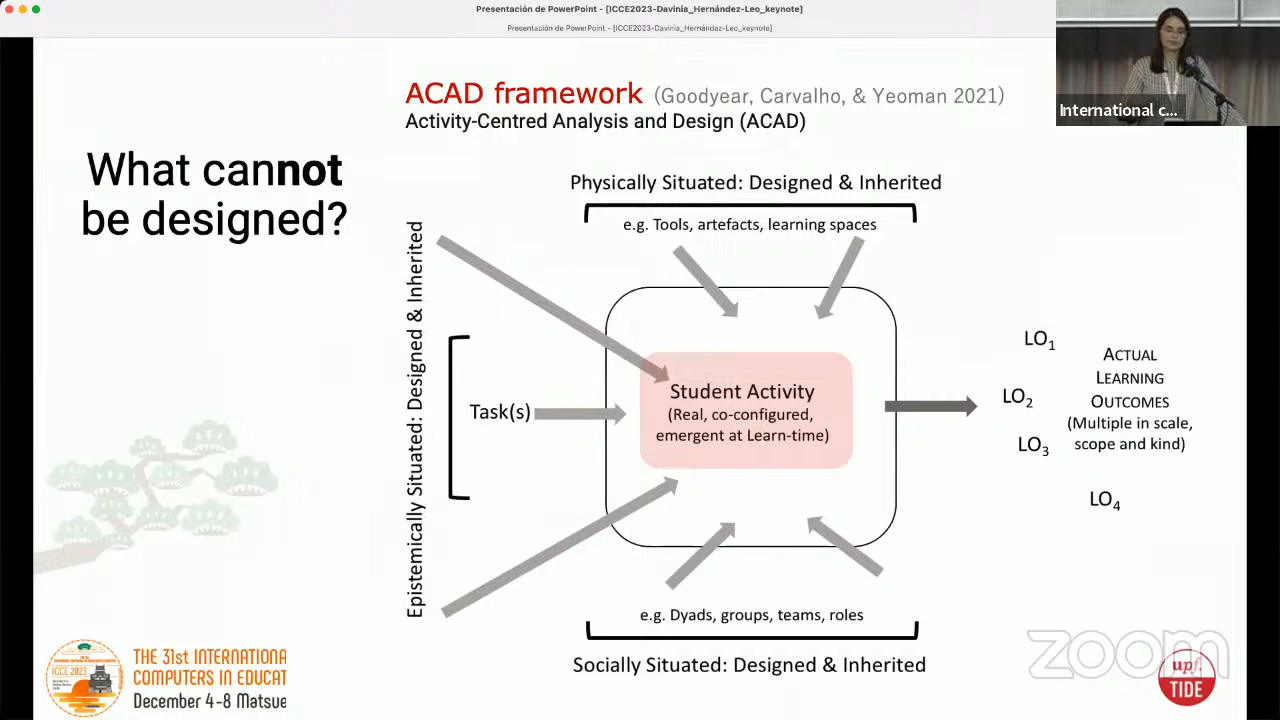 Presentación de PowerPoint - [ICCE2023-Davinia_Hernández-Leo_keynote]
Presentación de PowerPoint - [ICCE2023-Davinia_Hernández-Leo_keynote]
International c...
ACAD framework (Goodyear, Carvalho, & Yeoman 2021)
Activity-Centred Analysis and Design (ACAD)
What cannot
be designed?
Physically Situated: Designed & Inherited
e.g. Tools, artefacts, learning spaces
Epistemically Situated: Designed & Inherited
Task(s)
Student Activity
(Real, co-configured,
emergent at Learn-time)
LO1
LO2
LO3
LO4
ACTUAL
LEARNING
OUTCOMES
(Multiple in scale,
scope and kind)
e.g. Dyads, groups, teams, roles
Socially Situated: Designed & Inherited
ICCE 2023
THE 31st INTERNATIONA
COMPUTERS IN EDUCAT
December 4-8 Matsue
zoom
upf.
TIDE